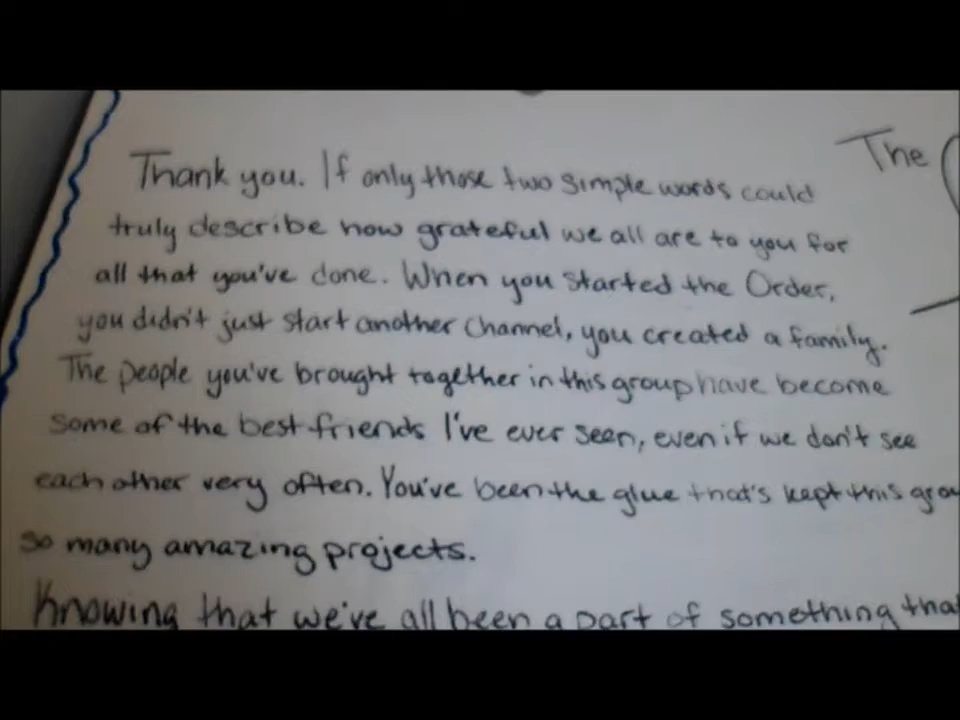 Thank you. If only those two simple words could
truly describe how grateful we all are to you for
all that you've done. When you started the Order,
you didn't just start another channel, you created a family.
The people you've brought together in this group have become
some of the best friends I've ever seen, even if we don't see
each other very often. You've been the glue that's kept this
so many amazing projects.
Knowing that we've all been a part of something
The